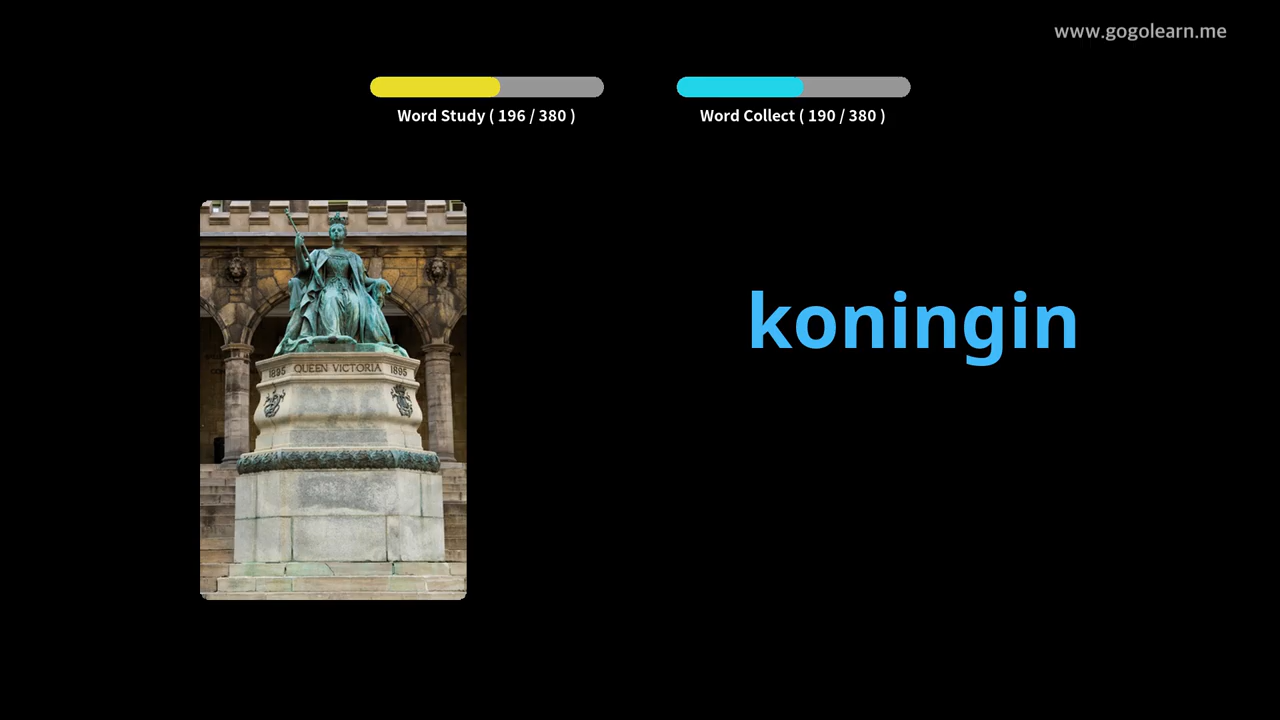 www.gogolearn.me
Word Study ( 196 / 380 )
Word Collect ( 190 / 380 )
1895 QUEEN VICTORIA 1895
koningin